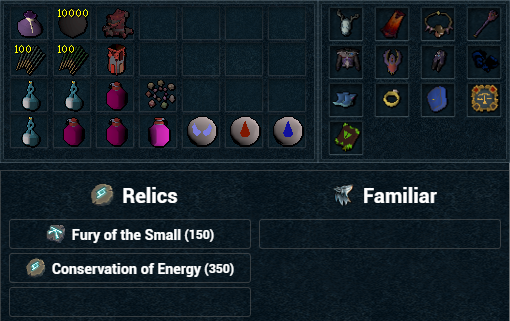 10000
100 100
Relics
Familiar
Fury of the Small (150)
Conservation of Energy (350)